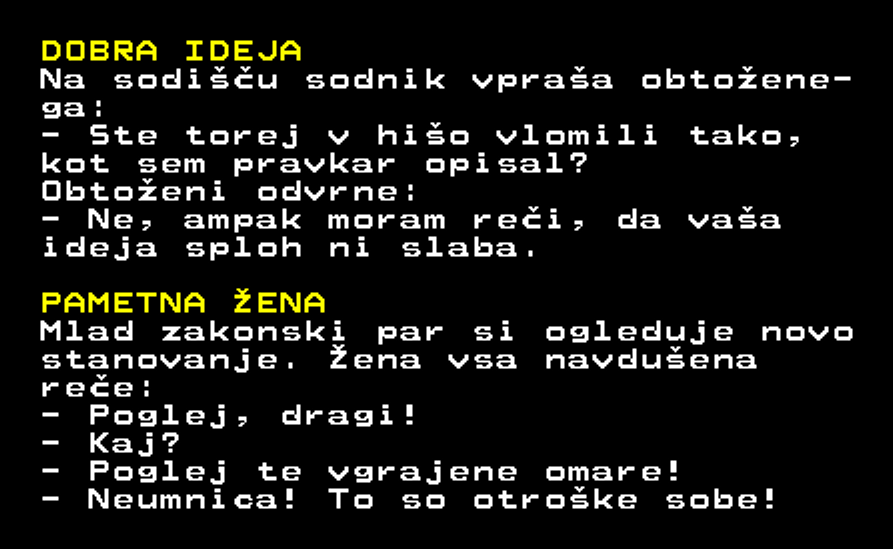 DOBRA IDEJA
Na sodišču sodnik vpraša obtožene-
ga:
- Ste torej v hišo vlomili tako,
kot sem pravkar opisal?
Obtoženi odvrne:
- Ne, ampak moram reči, da vaša
ideja sploh ni slaba.
PAMETNA ŽENA
Mlad zakonski par si ogleduje novo
stanovanje. Žena vsa navdušena
reče:
- Poglej, dragi!
- Kaj?
- Poglej te vgrajene omare!
- Neumnica! To so otroške sobe!